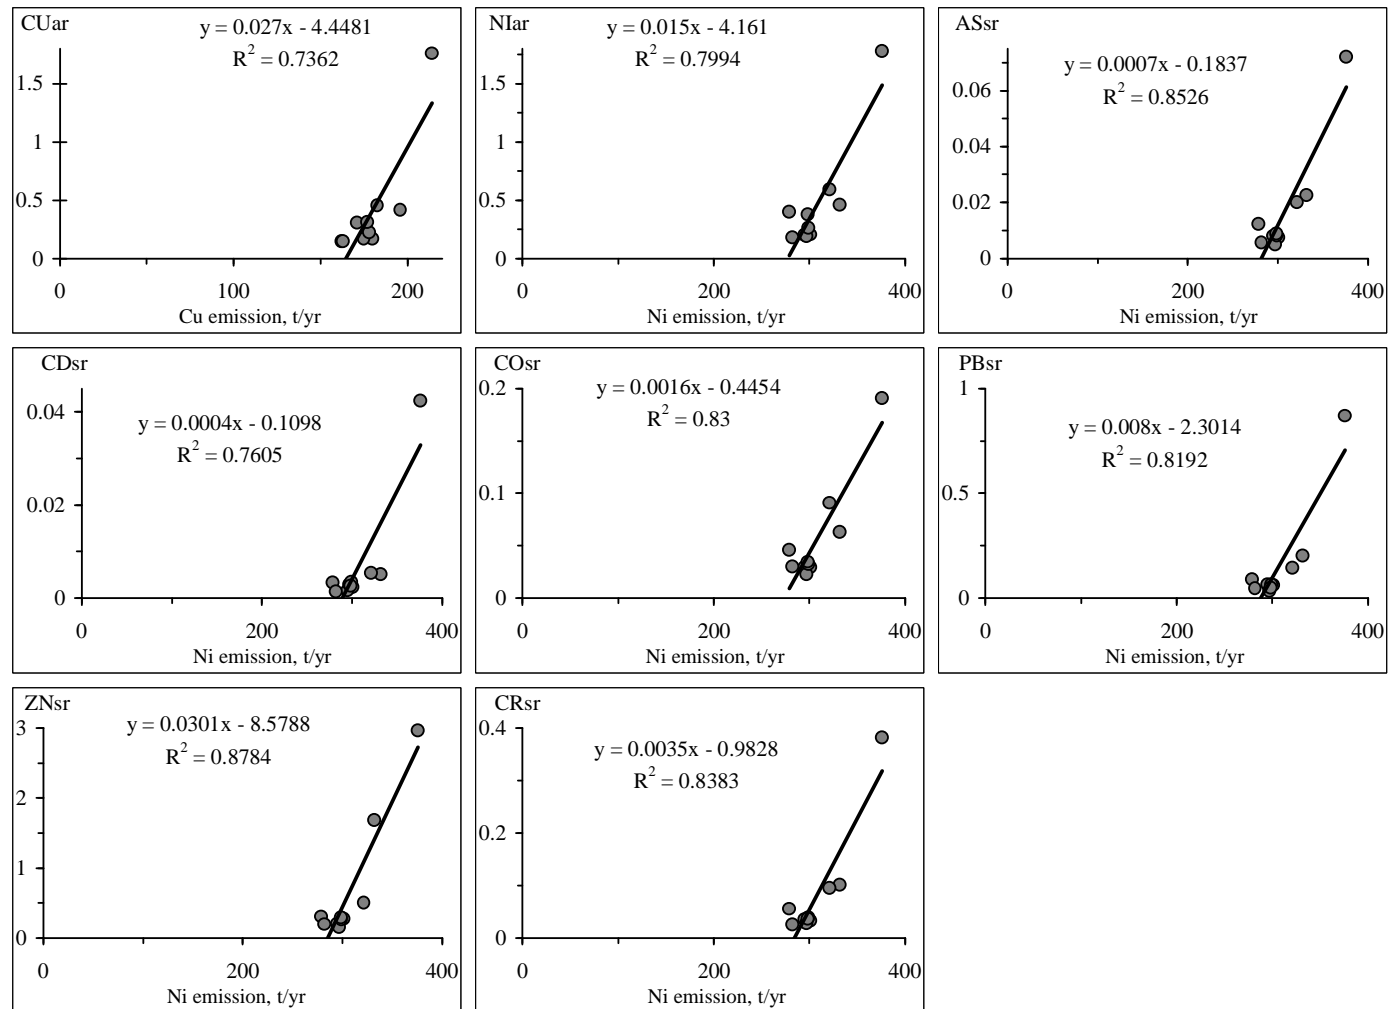 CUar
y = 0.027x - 4.4481
R² = 0.7362
1.5
1
0.5
0
0 100 200
Cu emission, t/yr
NIar
y = 0.015x - 4.161
R² = 0.7994
1.5
1
0.5
0
0 200 400
Ni emission, t/yr
ASsr
y = 0.0007x - 0.1837
R² = 0.8526
0.06
0.04
0.02
0
0 200 400
Ni emission, t/yr
CDsr
y = 0.0004x - 0.1098
R² = 0.7605
0.04
0.02
0
0 200 400
Ni emission, t/yr
COsr
y = 0.0016x - 0.4454
R² = 0.83
0.2
0.1
0
0 200 400
Ni emission, t/yr
PBsr
y = 0.008x - 2.3014
R² = 0.8192
1
0.5
0
0 200 400
Ni emission, t/yr
ZNsr
y = 0.0301x - 8.5788
R² = 0.8784
3
2
1
0
0 200 400
Ni emission, t/yr
CRsr
y = 0.0035x - 0.9828
R² = 0.8383
0.4
0.2
0
0 200 400
Ni emission, t/yr